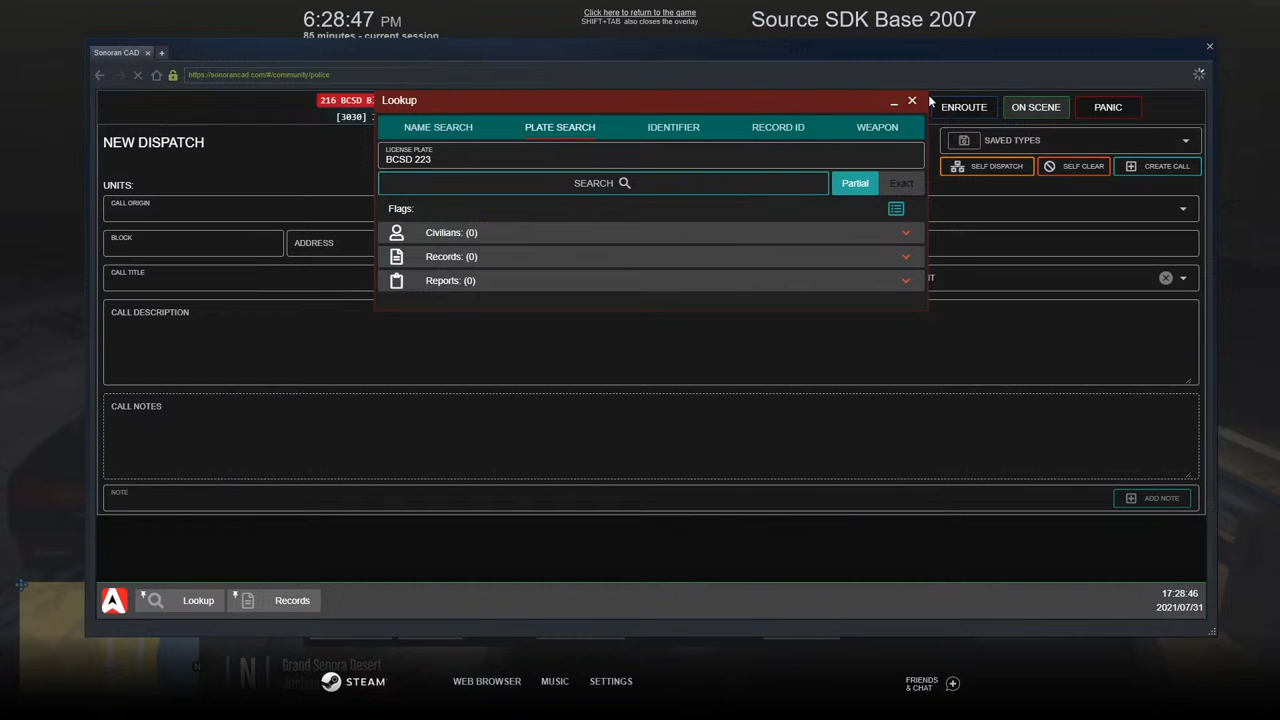 6:28:47 PM
85 minutes - current session
Click here to return to the game
SHIFT+TAB also closes the overlay
Source SDK Base 2007
Sonoran CAD
https://sonorancad.com/#/community/police
216 BCSD
[3030]
Lookup
ENROUTE
ON SCENE
PANIC
NAME SEARCH
PLATE SEARCH
IDENTIFIER
RECORD ID
WEAPON
NEW DISPATCH
SAVED TYPES
LICENSE PLATE
BCSD 223
SELF DISPATCH
SELF CLEAR
CREATE CALL
SEARCH
Partial
Exact
UNITS:
CALL ORIGIN
Flags:
Civilians: (0)
BLOCK
ADDRESS
Records: (0)
CALL TITLE
Reports: (0)
CALL DESCRIPTION
CALL NOTES
NOTE
ADD NOTE
Lookup
Records
17:28:46
2021/07/31
N
Grand Senora Desert
STEAM
WEB BROWSER
MUSIC
SETTINGS
FRIENDS
& CHAT